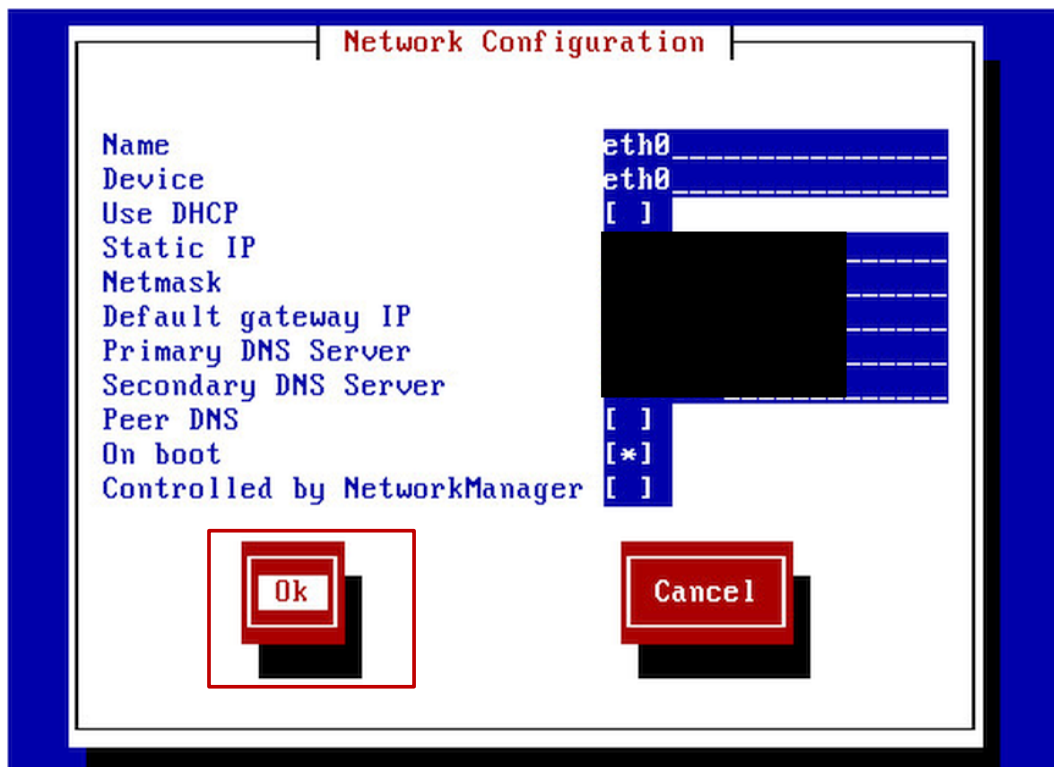 Network Configuration
Name eth0
Device eth0
Use DHCP [ ]
Static IP
Netmask
Default gateway IP
Primary DNS Server
Secondary DNS Server
Peer DNS [ ]
On boot [*]
Controlled by NetworkManager [ ]
Ok Cancel